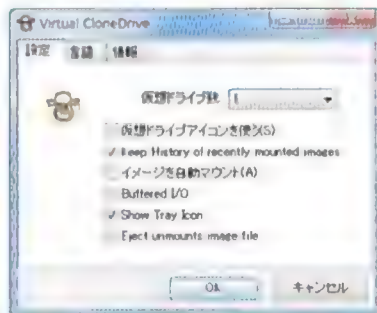 Virtual CloneDrive
設定 言語 情報
仮想ドライブ数 1
仮想ドライブアイコンを使う(S)
Keep History of recently mounted images
イメージを自動マウント(A)
Buffered I/O
Show Tray Icon
Eject unmounts image file
OK キャンセル